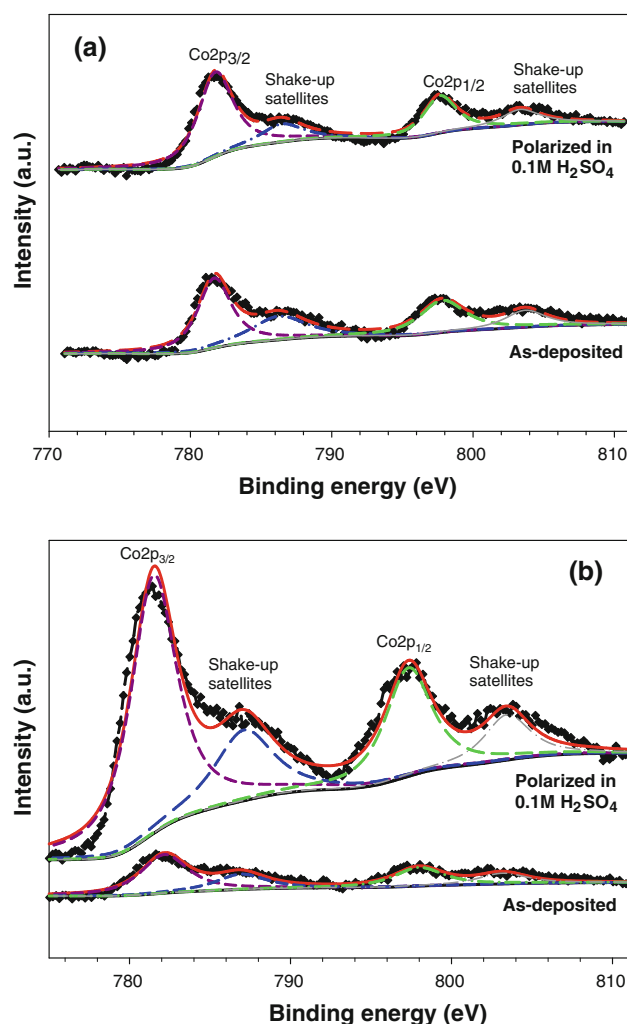 (a)
Co2p3/2
Shake-up
satellites
Co2p1/2
Shake-up
satellites
Polarized in
0.1M H2SO4
As-deposited
Intensity (a.u.)
770 780 790 800 810
Binding energy (eV)
(b)
Co2p3/2
Shake-up
satellites
Co2p1/2
Shake-up
satellites
Polarized in
0.1M H2SO4
As-deposited
Intensity (a.u.)
780 790 800 810
Binding energy (eV)